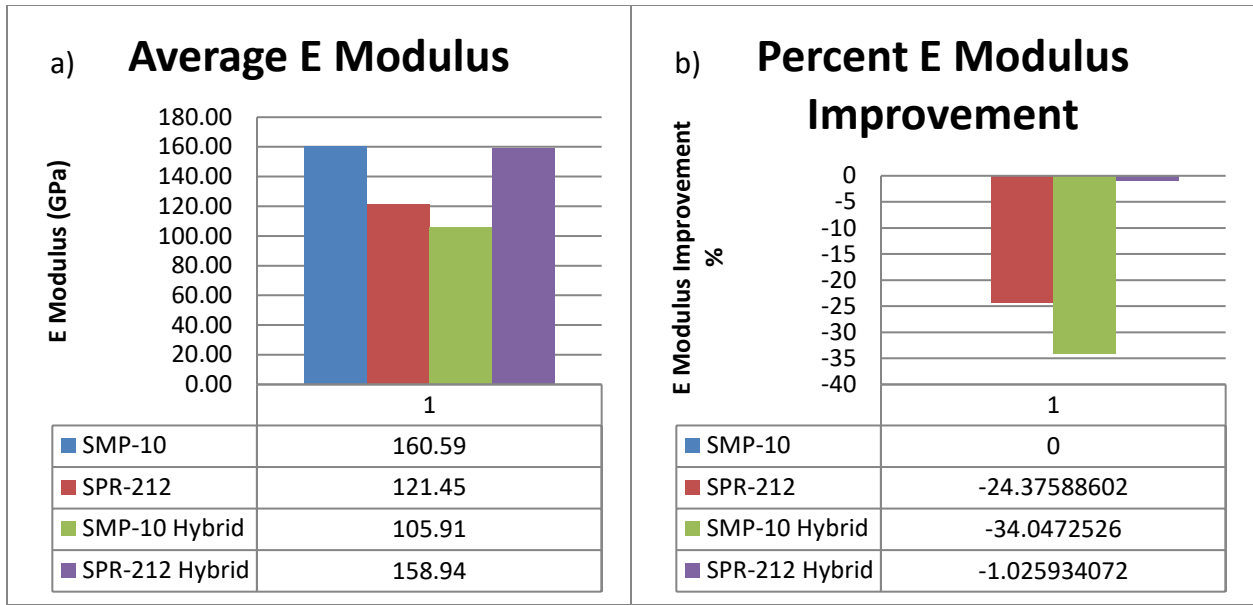 a) Average E Modulus
E Modulus (GPa)
180.00
160.00
140.00
120.00
100.00
80.00
60.00
40.00
20.00
0.00
1
SMP-10 160.59
SPR-212 121.45
SMP-10 Hybrid 105.91
SPR-212 Hybrid 158.94
b) Percent E Modulus
Improvement
E Modulus Improvement
%
0
-5
-10
-15
-20
-25
-30
-35
-40
1
SMP-10 0
SPR-212 -24.37588602
SMP-10 Hybrid -34.0472526
SPR-212 Hybrid -1.025934072